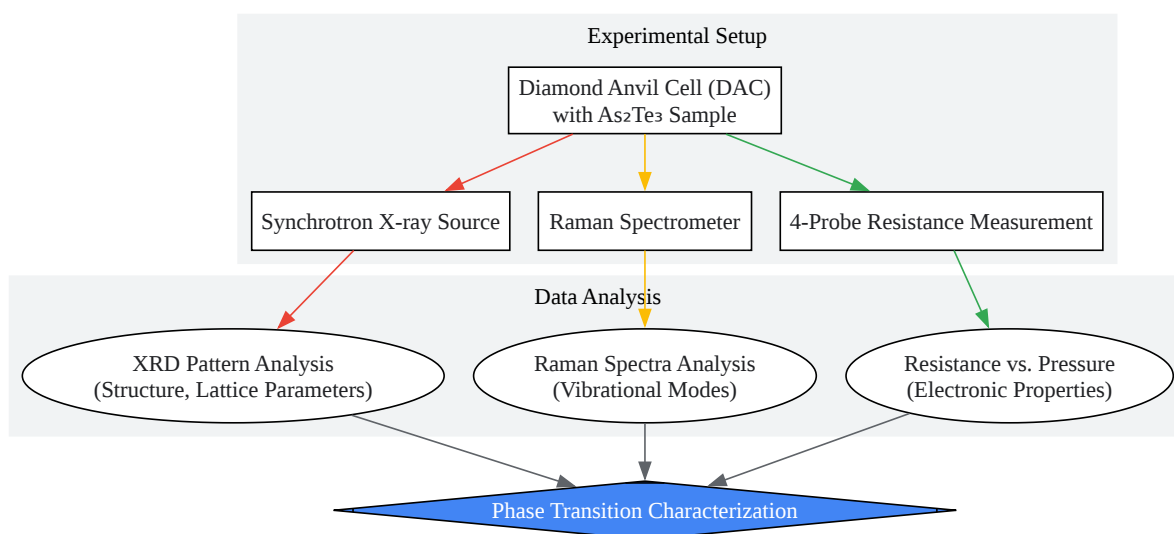 Experimental Setup
Diamond Anvil Cell (DAC)
with As₂Te₃ Sample
Synchrotron X-ray Source
Raman Spectrometer
4-Probe Resistance Measurement
Data Analysis
XRD Pattern Analysis
(Structure, Lattice Parameters)
Raman Spectra Analysis
(Vibrational Modes)
Resistance vs. Pressure
(Electronic Properties)
Phase Transition Characterization